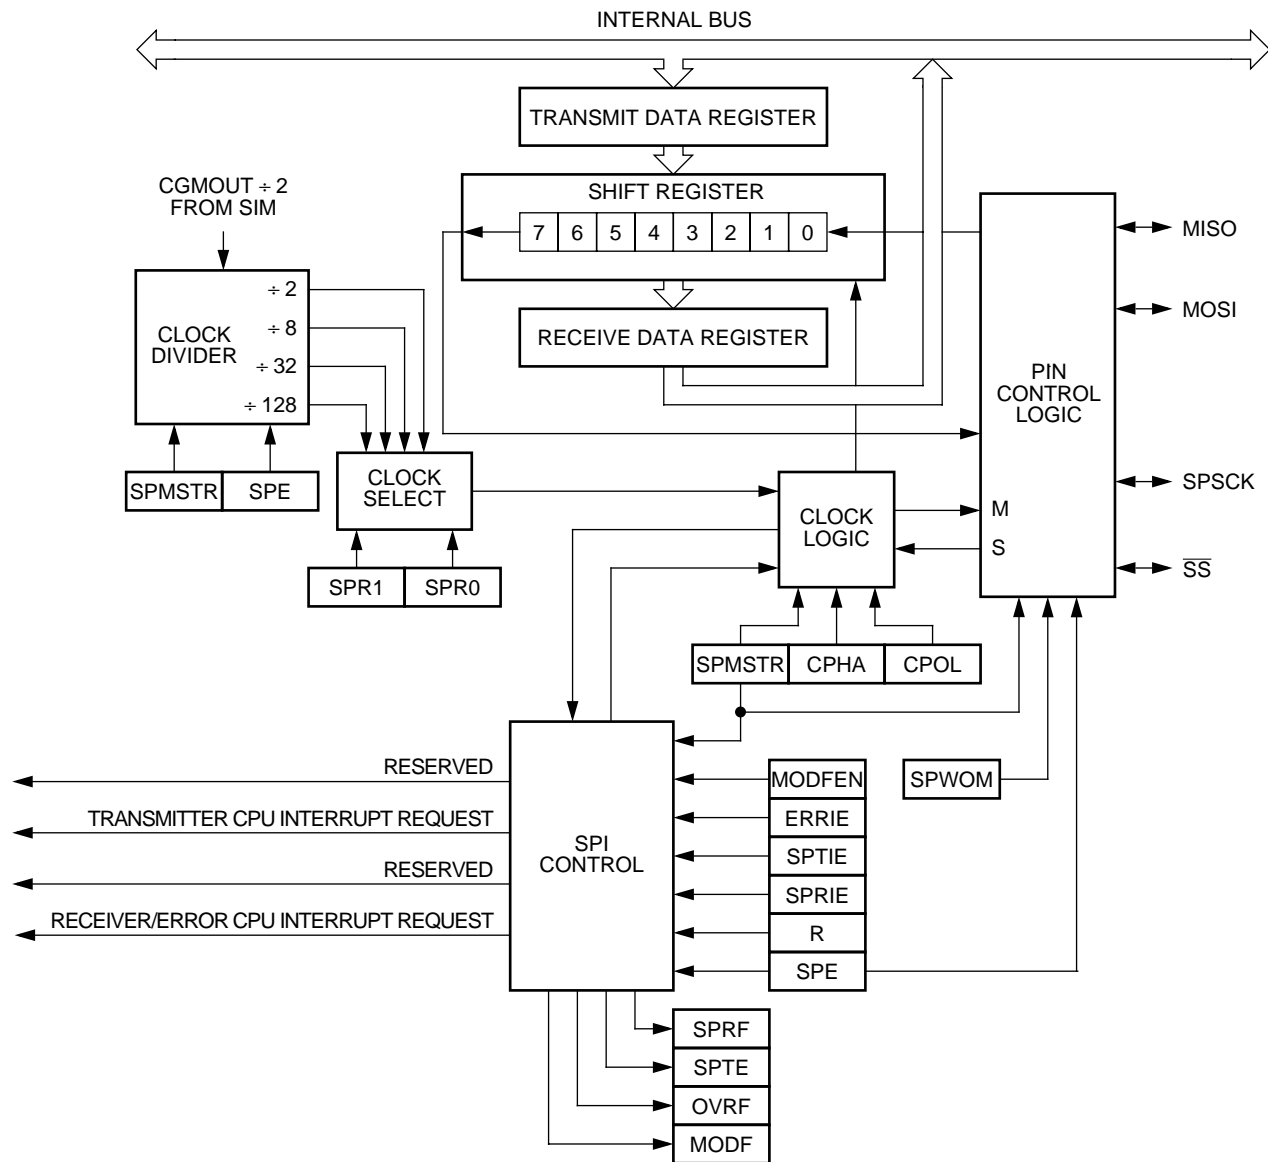 INTERNAL BUS
TRANSMIT DATA REGISTER
CGMOUT ÷ 2
FROM SIM
SHIFT REGISTER
7 6 5 4 3 2 1 0
MISO
÷ 2
MOSI
CLOCK
DIVIDER
÷ 8
RECEIVE DATA REGISTER
÷ 32
÷ 128
PIN
CONTROL
LOGIC
SPMSTR SPE
CLOCK
SELECT
SPSCK
CLOCK
LOGIC
M
S
SPR1 SPR0
S̅S̅
SPMSTR CPHA CPOL
RESERVED
MODFEN
SPWOM
TRANSMITTER CPU INTERRUPT REQUEST
ERRIE
SPI
CONTROL
SPTIE
RESERVED
SPRIE
RECEIVER/ERROR CPU INTERRUPT REQUEST
R
SPE
SPRF
SPTE
OVRF
MODF